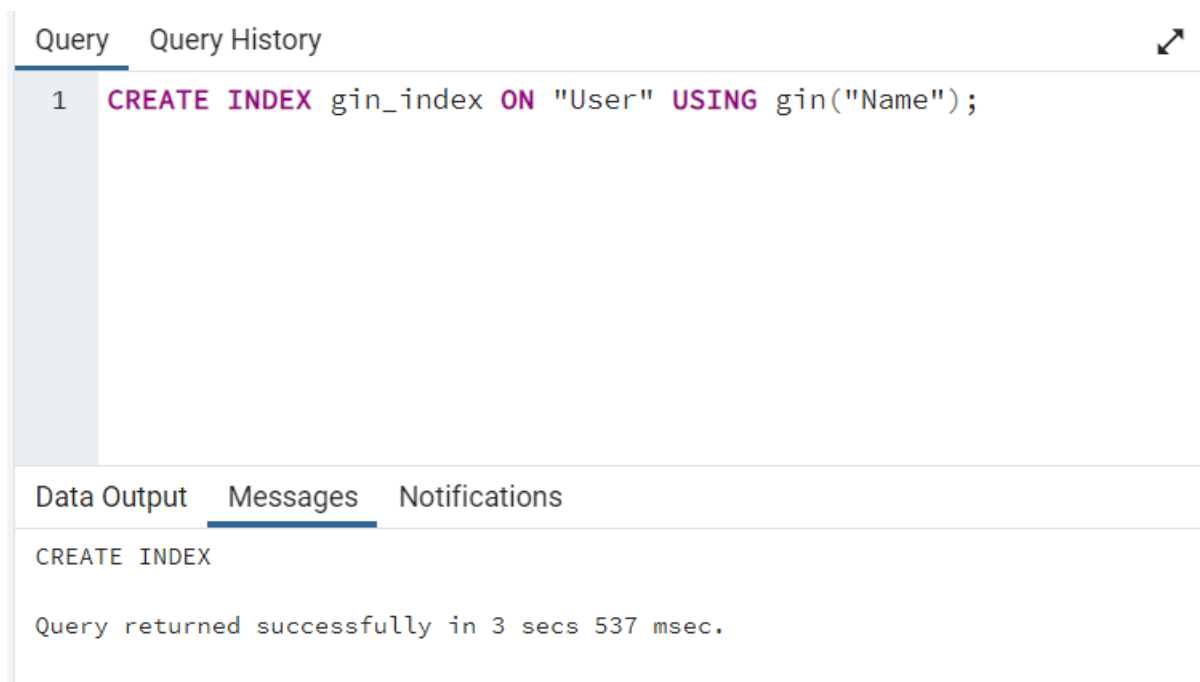 Query Query History
1 CREATE INDEX gin_index ON "User" USING gin("Name");
Data Output Messages Notifications
CREATE INDEX
Query returned successfully in 3 secs 537 msec.